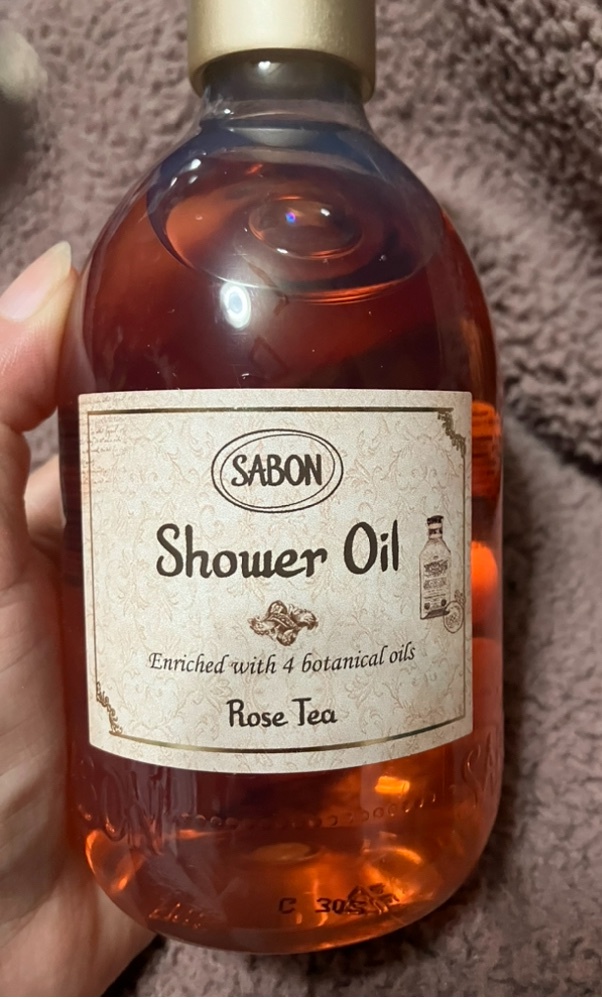 SABON
Shower Oil
Enriched with 4 botanical oils
Rose Tea